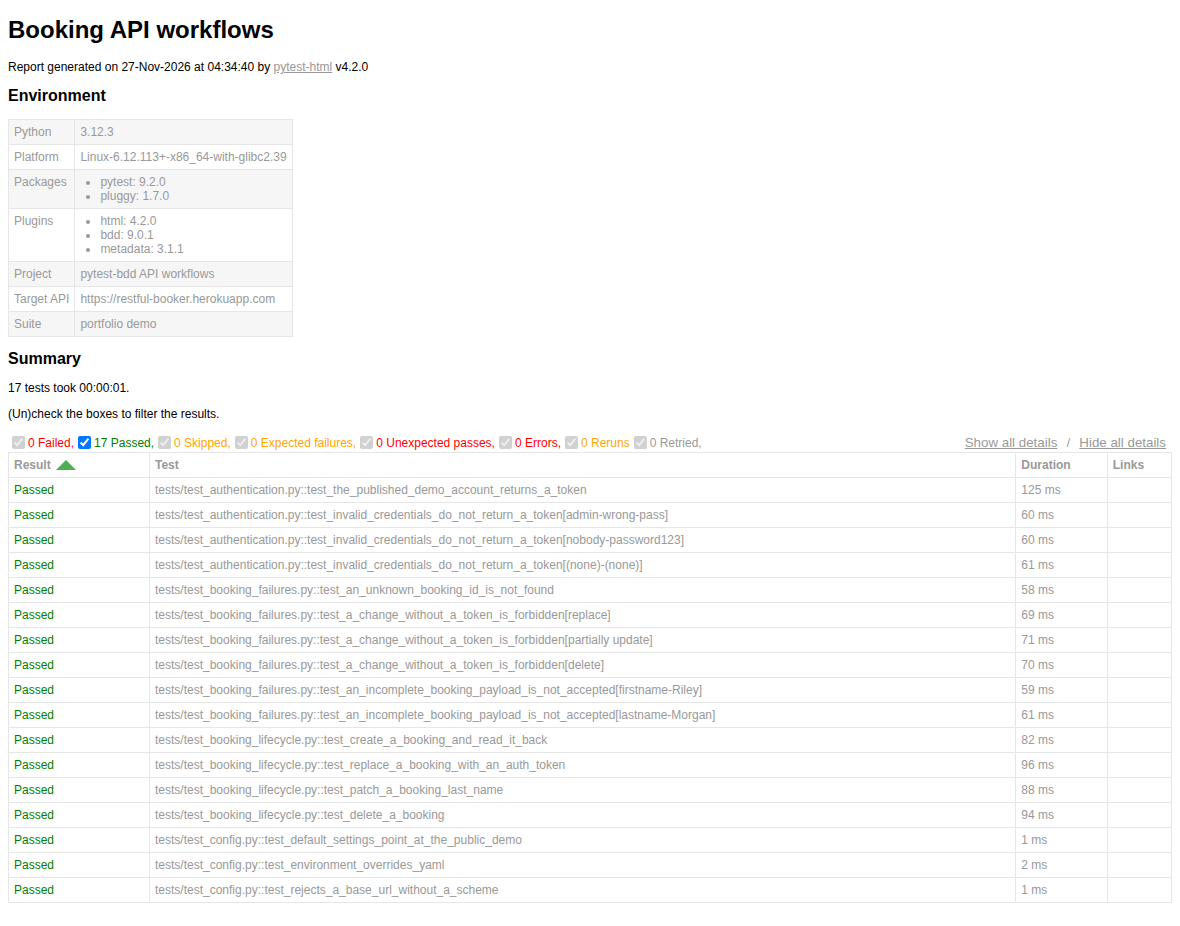 Booking API workflows
Report generated on 27-Nov-2026 at 04:34:40 by pytest-html v4.2.0
Environment
Python 3.12.3
Platform Linux-6.12.113+-x86_64-with-glibc2.39
Packages pytest: 9.2.0
pluggy: 1.7.0
Plugins html: 4.2.0
bdd: 9.0.1
metadata: 3.1.1
Project pytest-bdd API workflows
Target API https://restful-booker.herokuapp.com
Suite portfolio demo
Summary
17 tests took 00:00:01.
(Un)check the boxes to filter the results.
0 Failed, 17 Passed, 0 Skipped, 0 Expected failures, 0 Unexpected passes, 0 Errors, 0 Reruns 0 Retried, Show all details / Hide all details
Result Test Duration Links
Passed tests/test_authentication.py::test_the_published_demo_account_returns_a_token 125 ms
Passed tests/test_authentication.py::test_invalid_credentials_do_not_return_a_token[admin-wrong-pass] 60 ms
Passed tests/test_authentication.py::test_invalid_credentials_do_not_return_a_token[nobody-password123] 60 ms
Passed tests/test_authentication.py::test_invalid_credentials_do_not_return_a_token[(none)-(none)] 61 ms
Passed tests/test_booking_failures.py::test_an_unknown_booking_id_is_not_found 58 ms
Passed tests/test_booking_failures.py::test_a_change_without_a_token_is_forbidden[replace] 69 ms
Passed tests/test_booking_failures.py::test_a_change_without_a_token_is_forbidden[partially update] 71 ms
Passed tests/test_booking_failures.py::test_a_change_without_a_token_is_forbidden[delete] 70 ms
Passed tests/test_booking_failures.py::test_an_incomplete_booking_payload_is_not_accepted[firstname-Riley] 59 ms
Passed tests/test_booking_failures.py::test_an_incomplete_booking_payload_is_not_accepted[lastname-Morgan] 61 ms
Passed tests/test_booking_lifecycle.py::test_create_a_booking_and_read_it_back 82 ms
Passed tests/test_booking_lifecycle.py::test_replace_a_booking_with_an_auth_token 96 ms
Passed tests/test_booking_lifecycle.py::test_patch_a_booking_last_name 88 ms
Passed tests/test_booking_lifecycle.py::test_delete_a_booking 94 ms
Passed tests/test_config.py::test_default_settings_point_at_the_public_demo 1 ms
Passed tests/test_config.py::test_environment_overrides_yaml 2 ms
Passed tests/test_config.py::test_rejects_a_base_url_without_a_scheme 1 ms